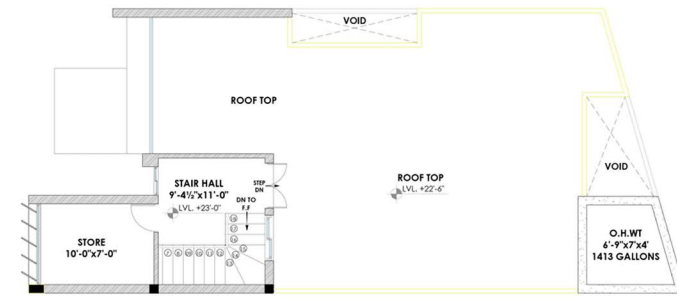 VOID
ROOF TOP
STAIR HALL
9'-4½"x11'-0"
LVL. +23'-0"
STEP
DN
DN TO
F.F
ROOF TOP
LVL. +22'-6"
VOID
STORE
10'-0"x7'-0"
O.H.WT
6'-9"x7'x4'
1413 GALLONS